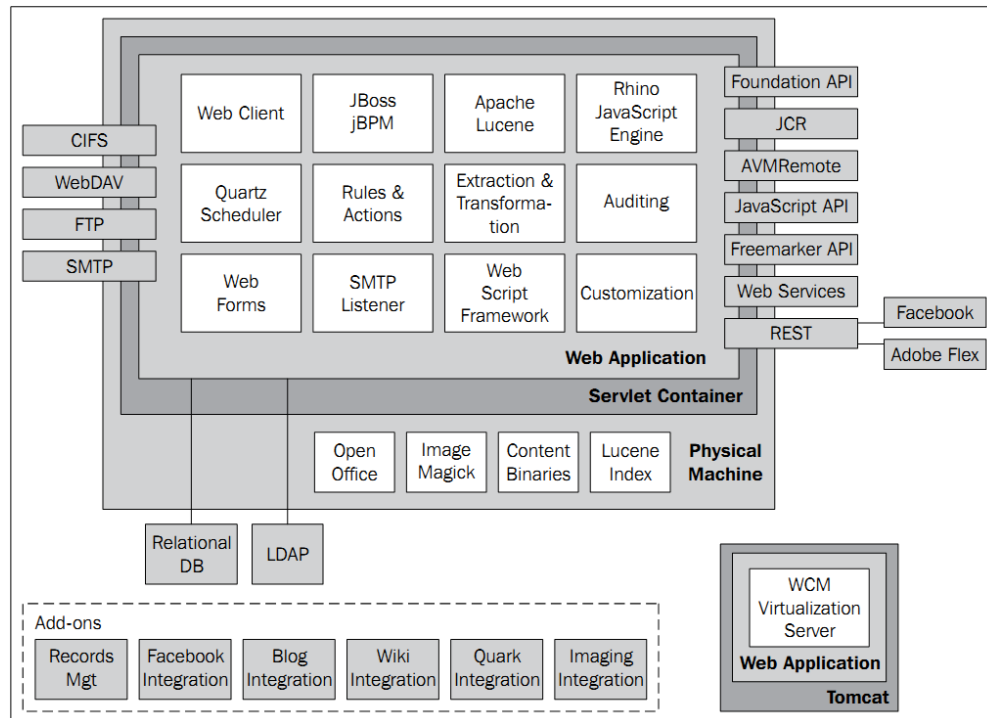 Web Client
JBoss
jBPM
Apache
Lucene
Rhino
JavaScript
Engine
Quartz
Scheduler
Rules &
Actions
Extraction &
Transforma-
tion
Auditing
Web
Forms
SMTP
Listener
Web
Script
Framework
Customization
Web Application
Servlet Container
CIFS
WebDAV
FTP
SMTP
Foundation API
JCR
AVMRemote
JavaScript API
Freemarker API
Web Services
REST
Facebook
Adobe Flex
Open
Office
Image
Magick
Content
Binaries
Lucene
Index
Physical
Machine
Relational
DB
LDAP
Add-ons
Records
Mgt
Facebook
Integration
Blog
Integration
Wiki
Integration
Quark
Integration
Imaging
Integration
WCM
Virtualization
Server
Web Application
Tomcat